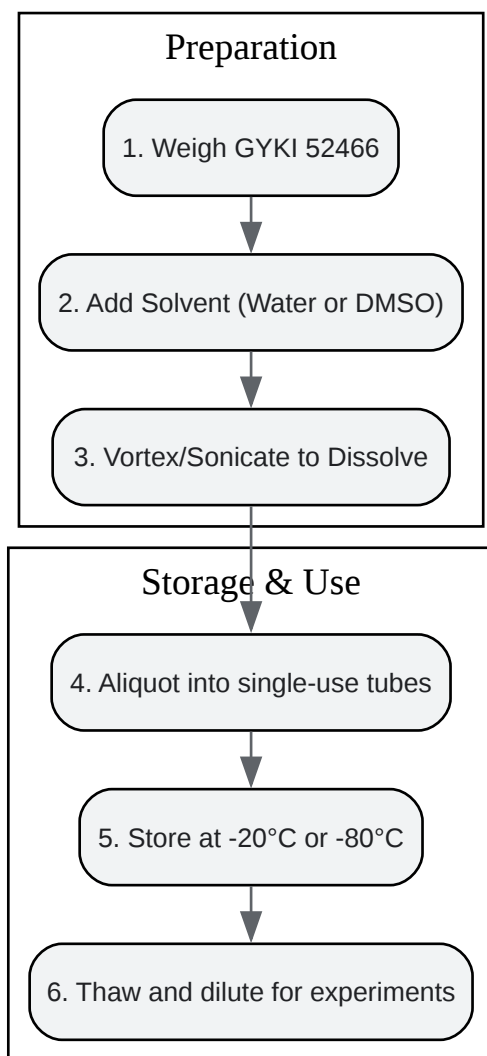 Preparation
1. Weigh GYKI 52466
2. Add Solvent (Water or DMSO)
3. Vortex/Sonicate to Dissolve
Storage & Use
4. Aliquot into single-use tubes
5. Store at -20°C or -80°C
6. Thaw and dilute for experiments